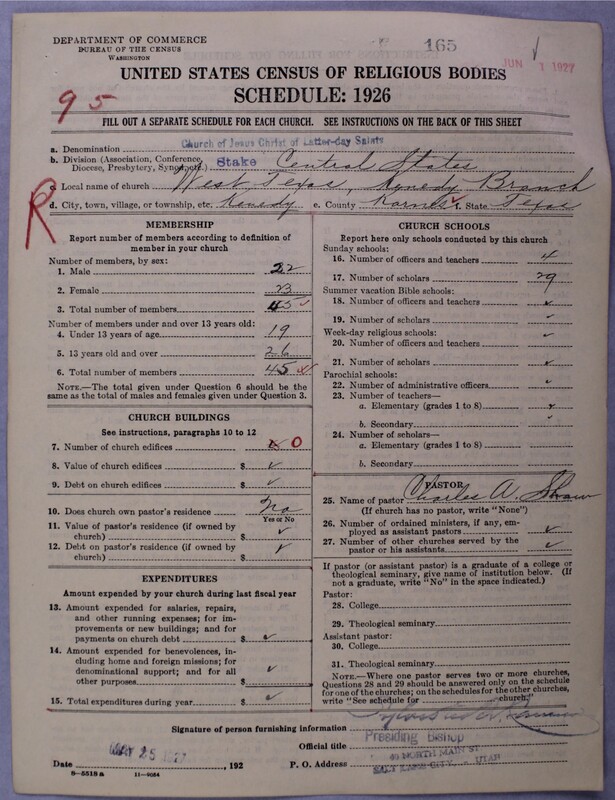 DEPARTMENT OF COMMERCE
BUREAU OF THE CENSUS
WASHINGTON
165
JUN 1 1927
UNITED STATES CENSUS OF RELIGIOUS BODIES
SCHEDULE: 1926
95
FILL OUT A SEPARATE SCHEDULE FOR EACH CHURCH. SEE INSTRUCTIONS ON THE BACK OF THIS SHEET
a. Denomination Church of Jesus Christ of Latter-day Saints
b. Division (Association, Conference, Diocese, Presbytery, Synod, etc.) Stake Central States
c. Local name of church West Texas, Kenedy Branch
R
d. City, town, village, or township, etc. Kenedy e. County Karnes f. State Texas
MEMBERSHIP
Report number of members according to definition of
member in your church
Number of members, by sex:
1. Male 22
2. Female 23
3. Total number of members 45 ✓
Number of members under and over 13 years old:
4. Under 13 years of age 19
5. 13 years old and over 26
6. Total number of members 45 ✓
NOTE.—The total given under Question 6 should be the
same as the total of males and females given under Question 3.
CHURCH BUILDINGS
See instructions, paragraphs 10 to 12
7. Number of church edifices 0
8. Value of church edifices $ ✓
9. Debt on church edifices $ ✓
10. Does church own pastor's residence No
Yes or No
11. Value of pastor's residence (if owned by
church) $ ✓
12. Debt on pastor's residence (if owned by
church) $ ✓
EXPENDITURES
Amount expended by your church during last fiscal year
13. Amount expended for salaries, repairs,
and other running expenses; for im-
provements or new buildings; and for
payments on church debt $ ✓
14. Amount expended for benevolences, in-
cluding home and foreign missions; for
denominational support; and for all
other purposes $ ✓
15. Total expenditures during year $ ✓
CHURCH SCHOOLS
Report here only schools conducted by this church
Sunday schools:
16. Number of officers and teachers 4
17. Number of scholars 29
Summer vacation Bible schools:
18. Number of officers and teachers ✓
19. Number of scholars ✓
Week-day religious schools:
20. Number of officers and teachers ✓
21. Number of scholars ✓
Parochial schools:
22. Number of administrative officers ✓
23. Number of teachers—
a. Elementary (grades 1 to 8) ✓
b. Secondary ✓
24. Number of scholars—
a. Elementary (grades 1 to 8)
b. Secondary ✓
PASTOR
25. Name of pastor Charles A. Shaw
(If church has no pastor, write "None")
26. Number of ordained ministers, if any, em-
ployed as assistant pastors ✓
27. Number of other churches served by the
pastor or his assistants ✓
If pastor (or assistant pastor) is a graduate of a college or
theological seminary, give name of institution below. (If
not a graduate, write "No" in the space indicated.)
Pastor:
28. College
29. Theological seminary
Assistant pastor:
30. College
31. Theological seminary
NOTE.—Where one pastor serves two or more churches,
Questions 28 and 29 should be answered only on the schedule
for one of the churches; on the schedules for the other churches,
write "See schedule for church."
Signature of person furnishing information
Official title Presiding bishop
Date MAY 25 1927, 192 P. O. Address 40 NORTH MAIN ST
SALT LAKE CITY, UTAH
8—5518 a 11—9084